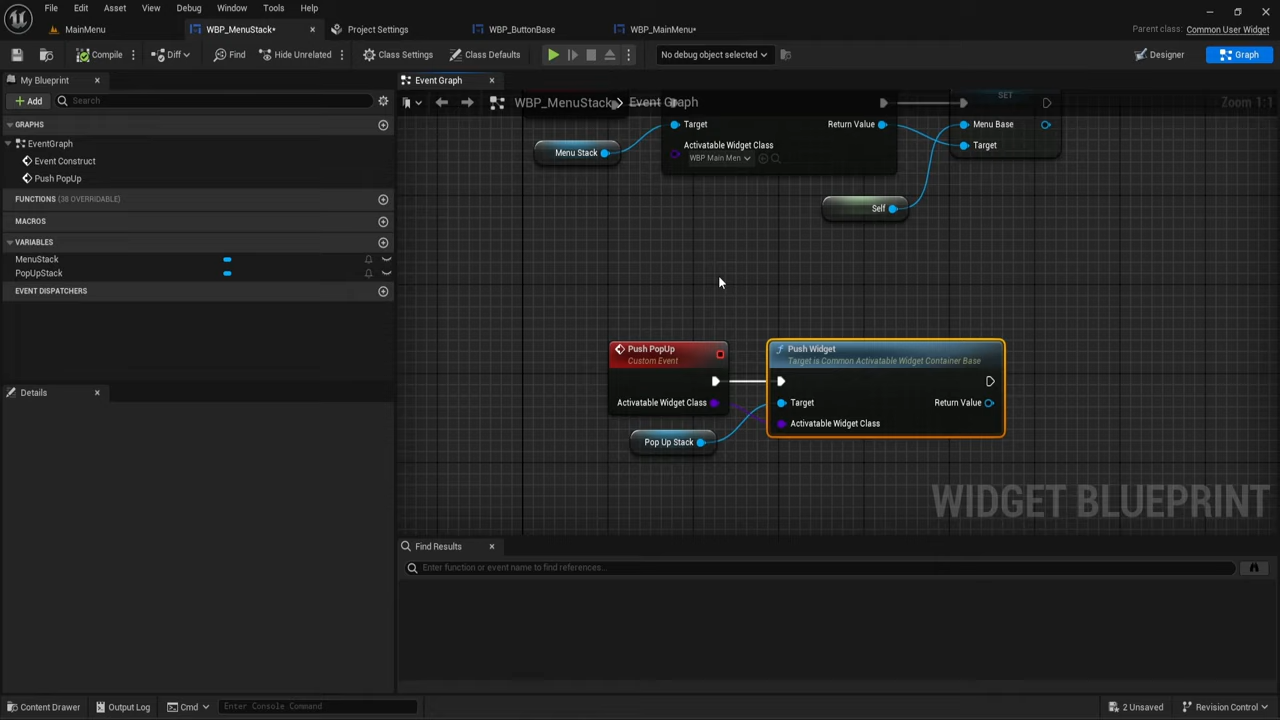 File Edit Asset View Debug Window Tools Help
MainMenu WBP_MenuStack* Project Settings WBP_ButtonBase WBP_MainMenu*
Parent class: Common User Widget
Compile Diff Find Hide Unrelated Class Settings Class Defaults No debug object selected Designer Graph
My Blueprint
Event Graph
Add Search
WBP_MenuStack Event Graph Zoom 1:1
GRAPHS
EventGraph
Event Construct
Push PopUp
FUNCTIONS (38 OVERRIDABLE)
MACROS
VARIABLES
MenuStack
PopUpStack
EVENT DISPATCHERS
Details
SET
Target Return Value
Menu Base
Menu Stack
Activatable Widget Class
WBP Main Men
Target
Self
Push PopUp
Custom Event
Activatable Widget Class
Pop Up Stack
Push Widget
Target is Common Activatable Widget Container Base
Target Return Value
Activatable Widget Class
WIDGET BLUEPRINT
Find Results
Enter function or event name to find references...
Content Drawer Output Log Cmd Enter Console Command 2 Unsaved Revision Control